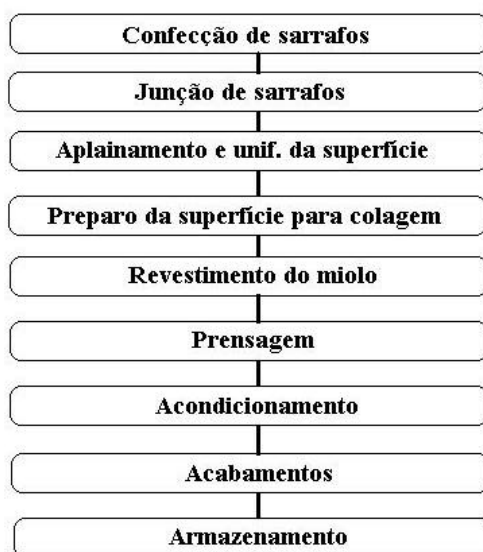 Confecção de sarrafos
Junção de sarrafos
Aplainamento e unif. da superfície
Preparo da superfície para colagem
Revestimento do miolo
Prensagem
Acondicionamento
Acabamentos
Armazenamento